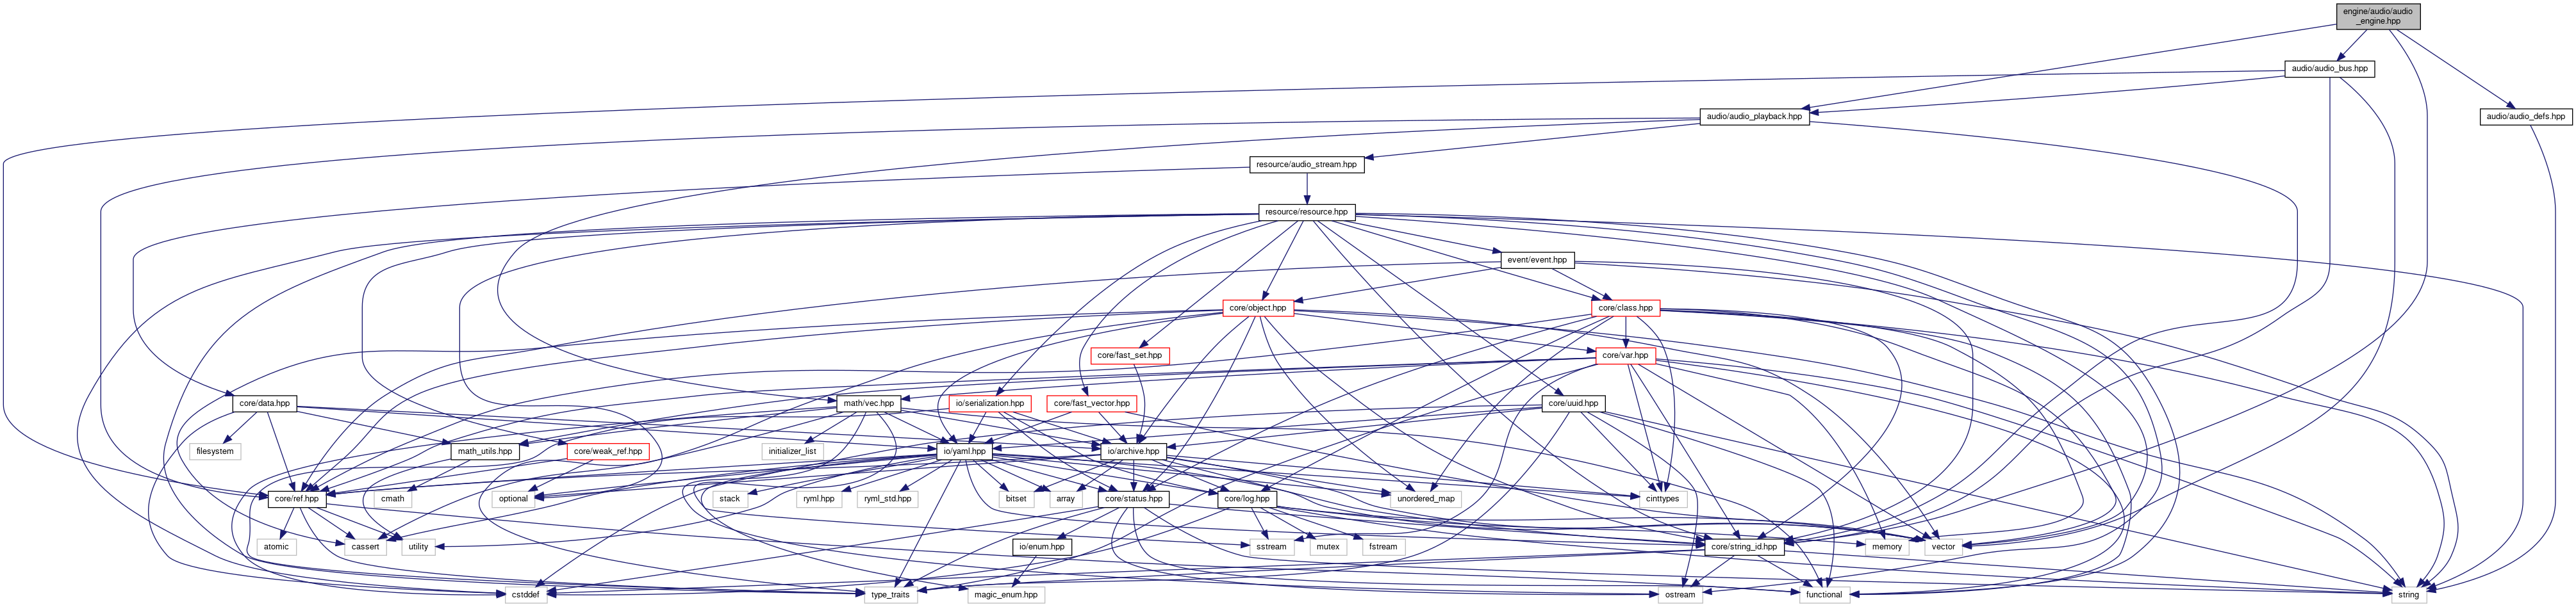 engine/audio/audio
_engine.hpp
audio/audio_bus.hpp
audio/audio_playback.hpp
audio/audio_defs.hpp
resource/audio_stream.hpp
resource/resource.hpp
event/event.hpp
core/object.hpp
core/class.hpp
core/fast_set.hpp
core/var.hpp
core/data.hpp
math/vec.hpp
io/serialization.hpp
core/fast_vector.hpp
core/uuid.hpp
filesystem
math_utils.hpp
core/weak_ref.hpp
initializer_list
io/yaml.hpp
io/archive.hpp
core/ref.hpp
cmath
optional
stack
ryml.hpp
ryml_std.hpp
bitset
array
core/status.hpp
core/log.hpp
unordered_map
cinttypes
atomic
cassert
utility
io/enum.hpp
sstream
mutex
fstream
core/string_id.hpp
memory
vector
cstddef
type_traits
magic_enum.hpp
ostream
functional
string